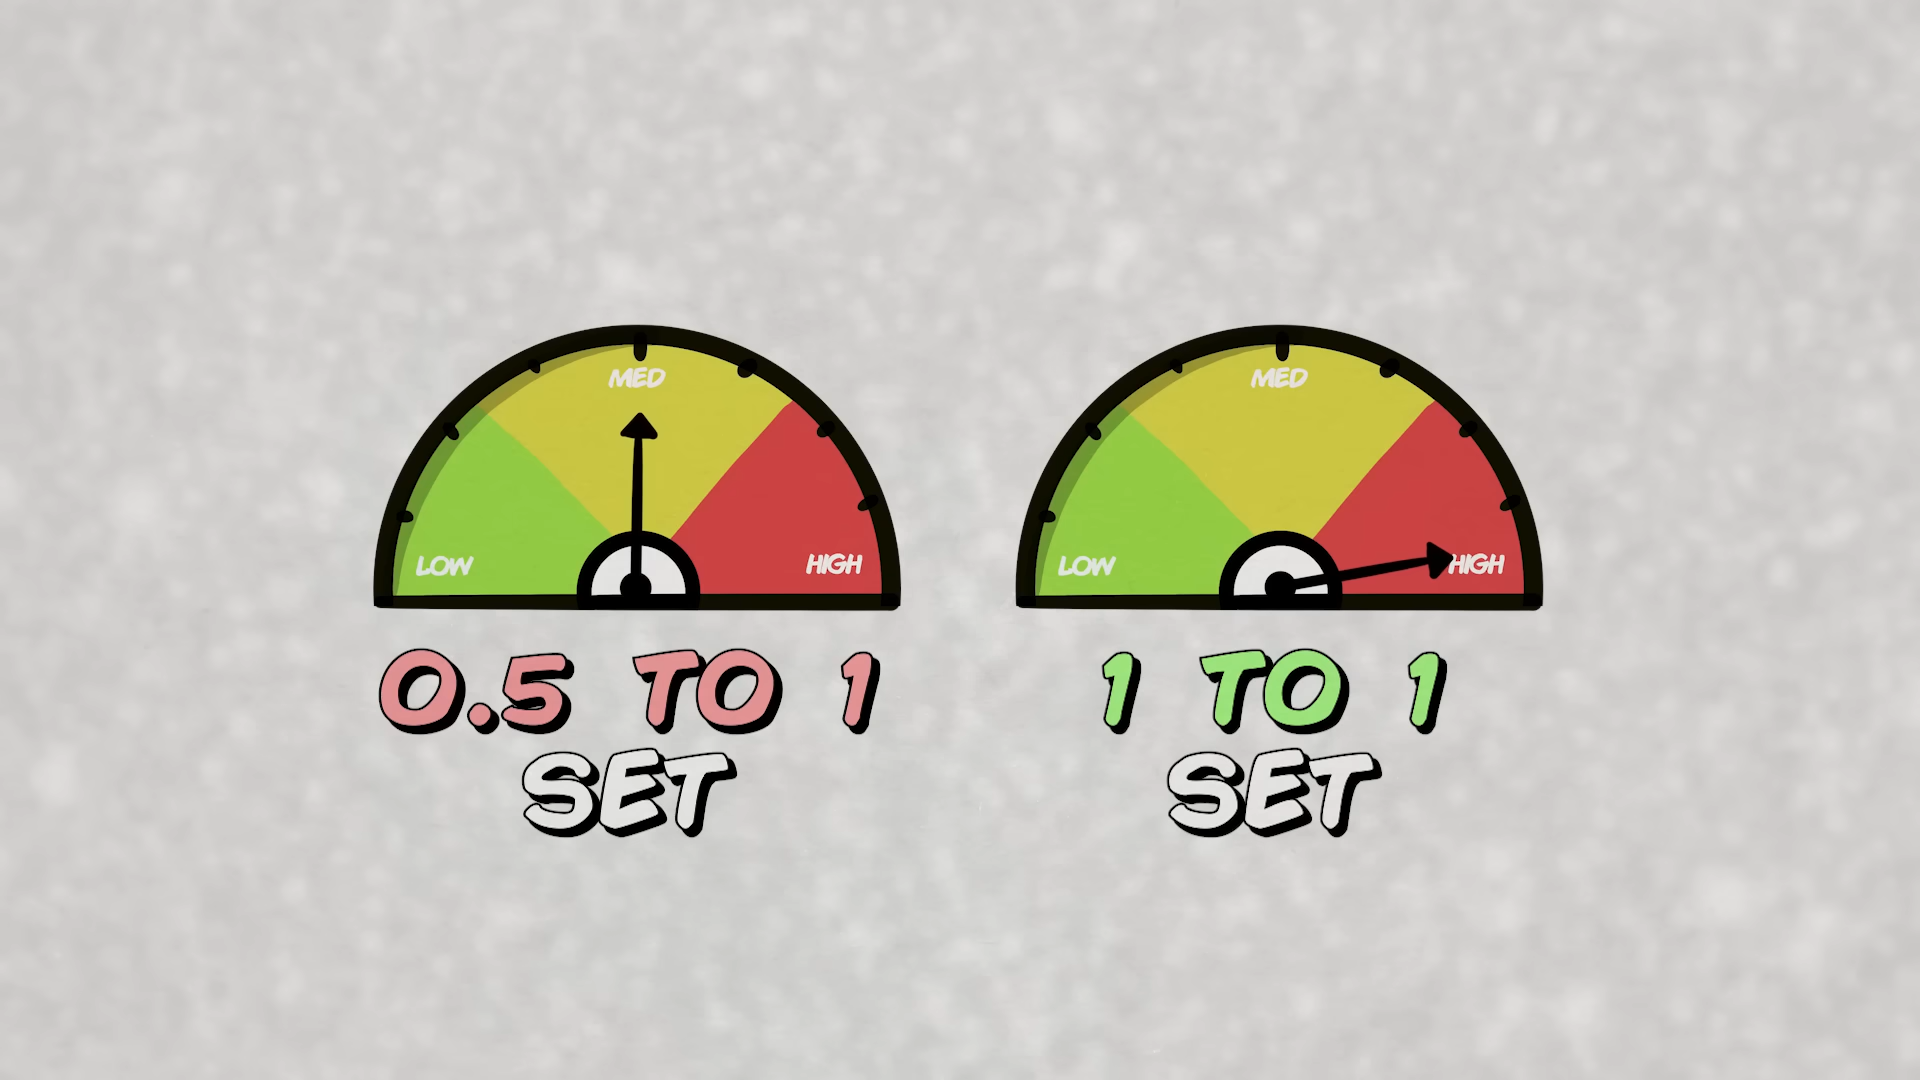 MED
LOW
HIGH
0.5 TO 1
SET
MED
LOW
HIGH
1 TO 1
SET